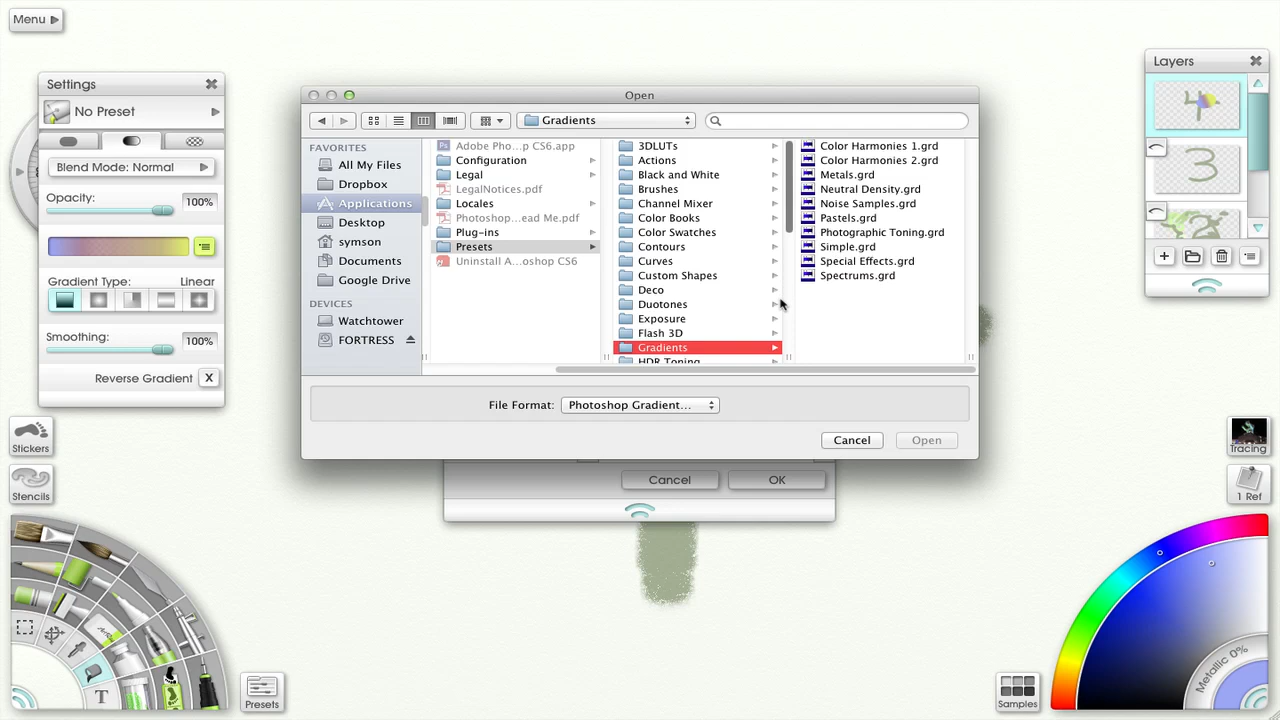 Menu
Settings
No Preset
Blend Mode: Normal
Opacity:
100%
Gradient Type: Linear
Smoothing:
100%
Reverse Gradient X
Stickers
Stencils
T
Presets
Open
Gradients
FAVORITES
All My Files
Dropbox
Applications
Desktop
symson
Documents
Google Drive
DEVICES
Watchtower
FORTRESS
Adobe Pho...p CS6.app
Configuration
Legal
LegalNotices.pdf
Locales
Photoshop...ead Me.pdf
Plug-ins
Presets
Uninstall A...oshop CS6
3DLUTs
Actions
Black and White
Brushes
Channel Mixer
Color Books
Color Swatches
Contours
Curves
Custom Shapes
Deco
Duotones
Exposure
Flash 3D
Gradients
HDR Toning
Color Harmonies 1.grd
Color Harmonies 2.grd
Metals.grd
Neutral Density.grd
Noise Samples.grd
Pastels.grd
Photographic Toning.grd
Simple.grd
Special Effects.grd
Spectrums.grd
File Format: Photoshop Gradient...
Cancel
Open
Cancel
OK
Layers
4
3
2
Tracing
1 Ref
Metallic 0%
Samples